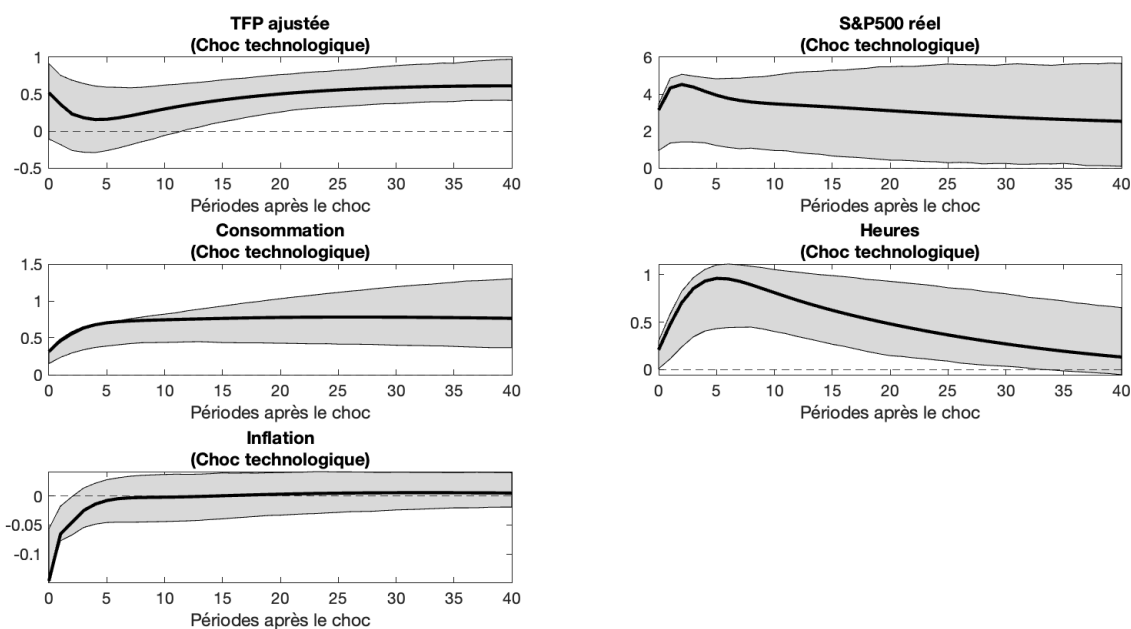 TFP ajustée
(Choc technologique)
1
0.5
0
-0.5
0 5 10 15 20 25 30 35 40
Périodes après le choc
S&P500 réel
(Choc technologique)
6
4
2
0
0 5 10 15 20 25 30 35 40
Périodes après le choc
Consommation
(Choc technologique)
1.5
1
0.5
0
0 5 10 15 20 25 30 35 40
Périodes après le choc
Heures
(Choc technologique)
1
0.5
0
0 5 10 15 20 25 30 35 40
Périodes après le choc
Inflation
(Choc technologique)
0
-0.05
-0.1
0 5 10 15 20 25 30 35 40
Périodes après le choc